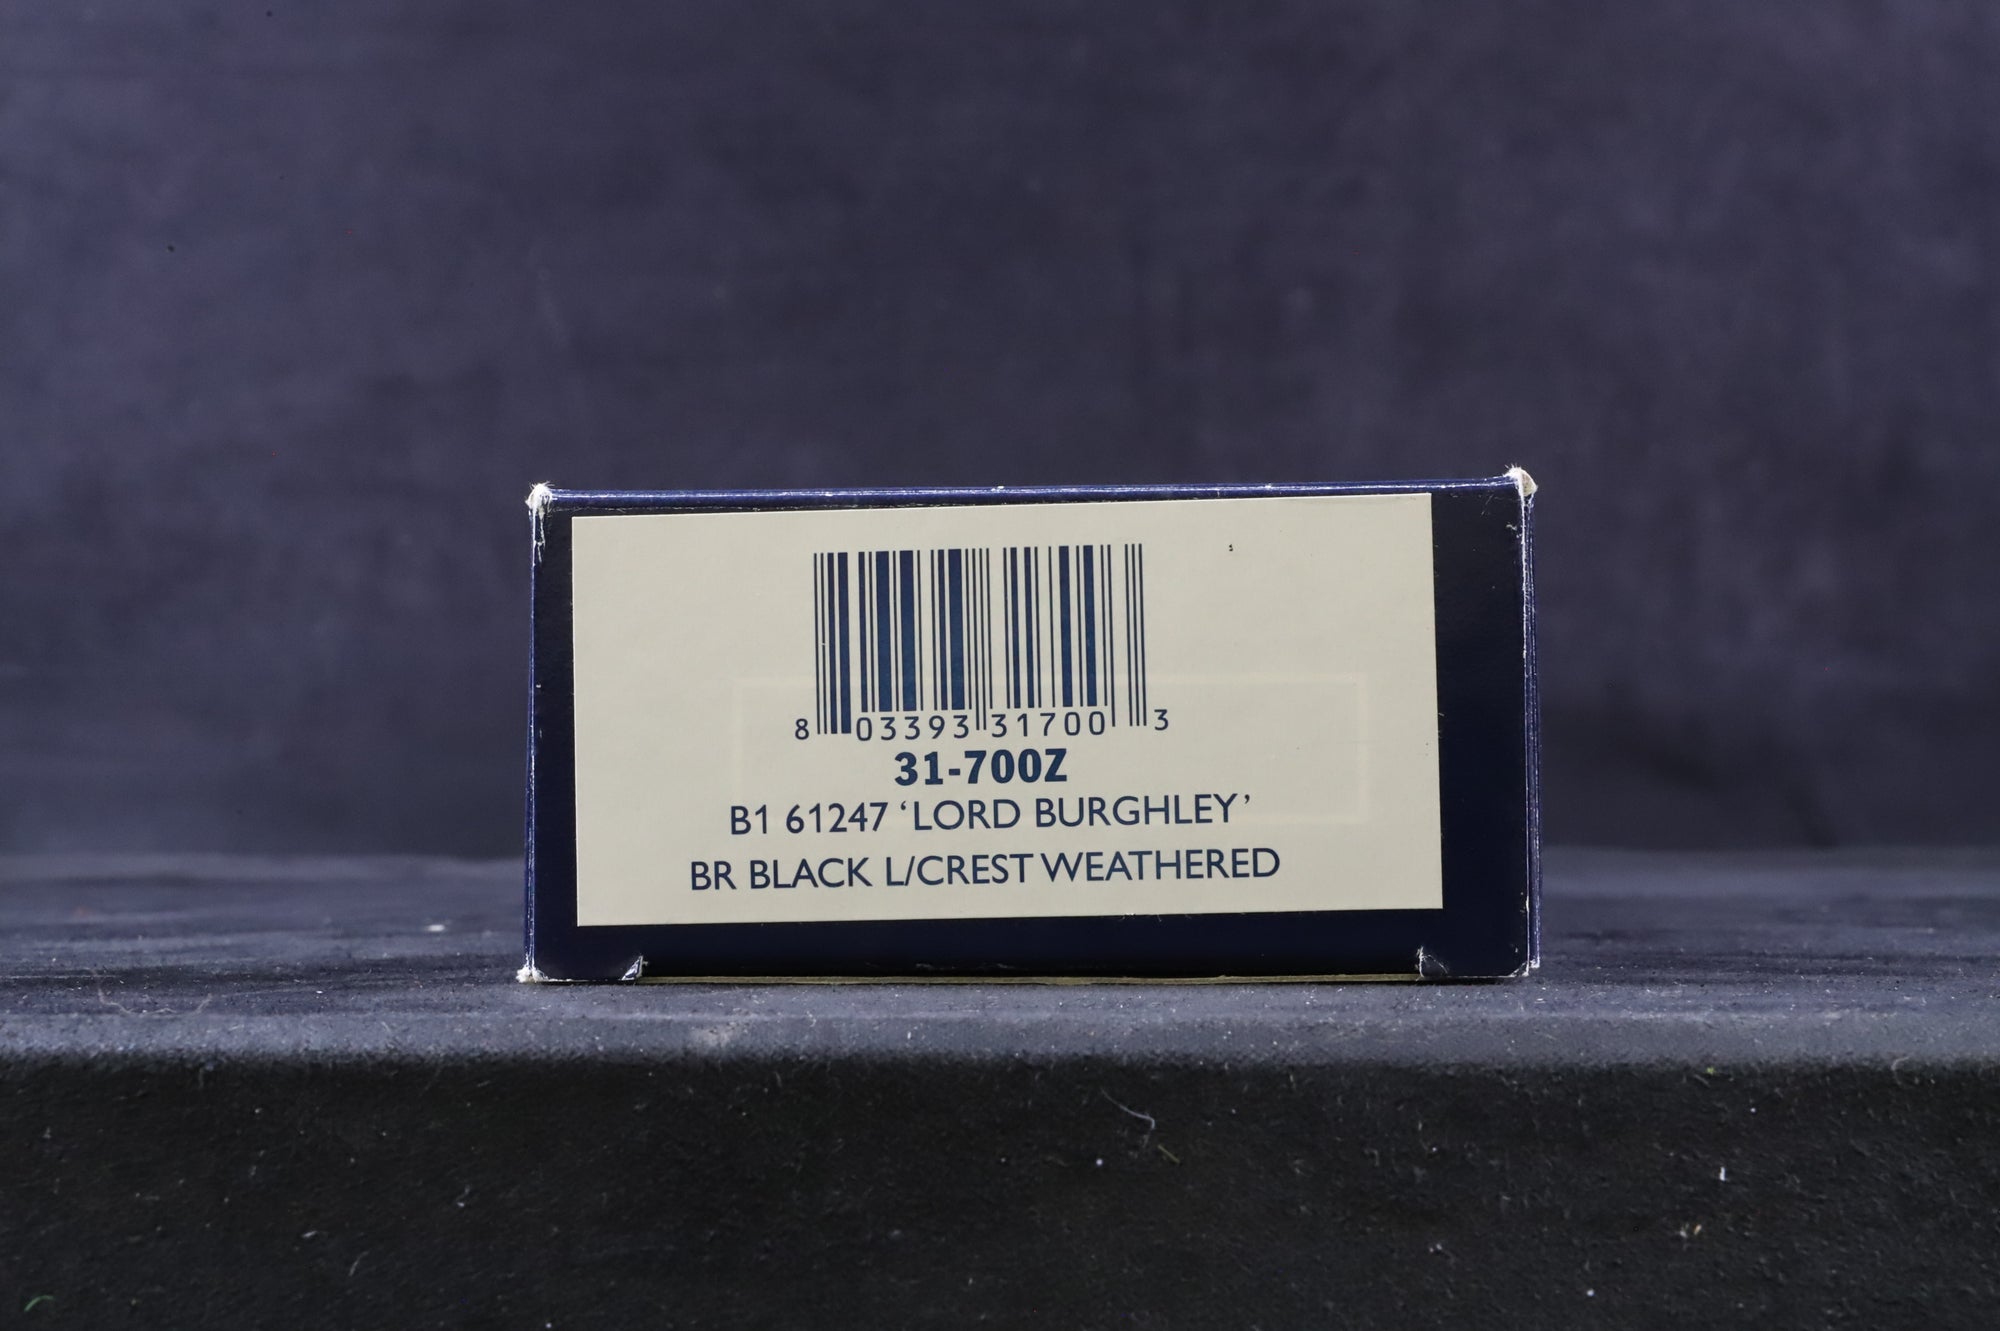 8 03393 31700 3
31-700Z
B1 61247 ‘LORD BURGHLEY’
BR BLACK L/CREST WEATHERED